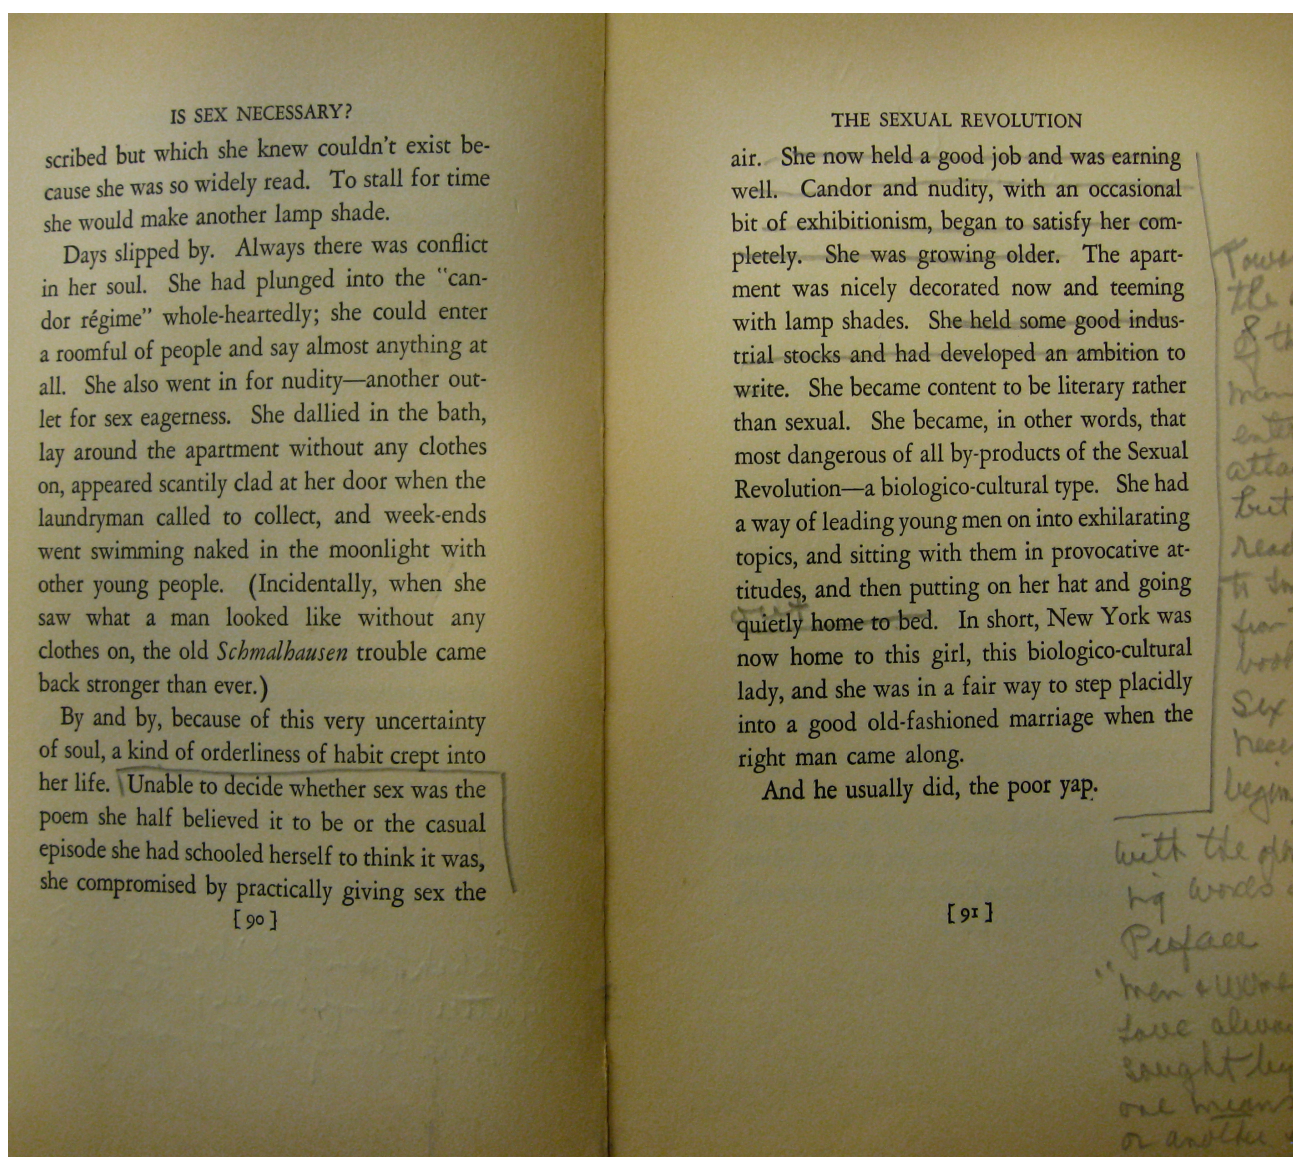 IS SEX NECESSARY?
scribed but which she knew couldn't exist be-
cause she was so widely read. To stall for time
she would make another lamp shade.
Days slipped by. Always there was conflict
in her soul. She had plunged into the "can-
dor régime" whole-heartedly; she could enter
a roomful of people and say almost anything at
all. She also went in for nudity—another out-
let for sex eagerness. She dallied in the bath,
lay around the apartment without any clothes
on, appeared scantily clad at her door when the
laundryman called to collect, and week-ends
went swimming naked in the moonlight with
other young people. (Incidentally, when she
saw what a man looked like without any
clothes on, the old Schmalhausen trouble came
back stronger than ever.)
By and by, because of this very uncertainty
of soul, a kind of orderliness of habit crept into
her life. Unable to decide whether sex was the
poem she half believed it to be or the casual
episode she had schooled herself to think it was,
she compromised by practically giving sex the
[ 90 ]
THE SEXUAL REVOLUTION
air. She now held a good job and was earning
well. Candor and nudity, with an occasional
bit of exhibitionism, began to satisfy her com-
pletely. She was growing older. The apart-
ment was nicely decorated now and teeming
with lamp shades. She held some good indus-
trial stocks and had developed an ambition to
write. She became content to be literary rather
than sexual. She became, in other words, that
most dangerous of all by-products of the Sexual
Revolution—a biologico-cultural type. She had
a way of leading young men on into exhilarating
topics, and sitting with them in provocative at-
titudes, and then putting on her hat and going
quietly home to bed. In short, New York was
now home to this girl, this biologico-cultural
lady, and she was in a fair way to step placidly
into a good old-fashioned marriage when the
right man came along.
And he usually did, the poor yap.
[ 91 ]
the
&
but
book
Sex
with the
words
Preface
"Men &
Love
sought
one means
or another